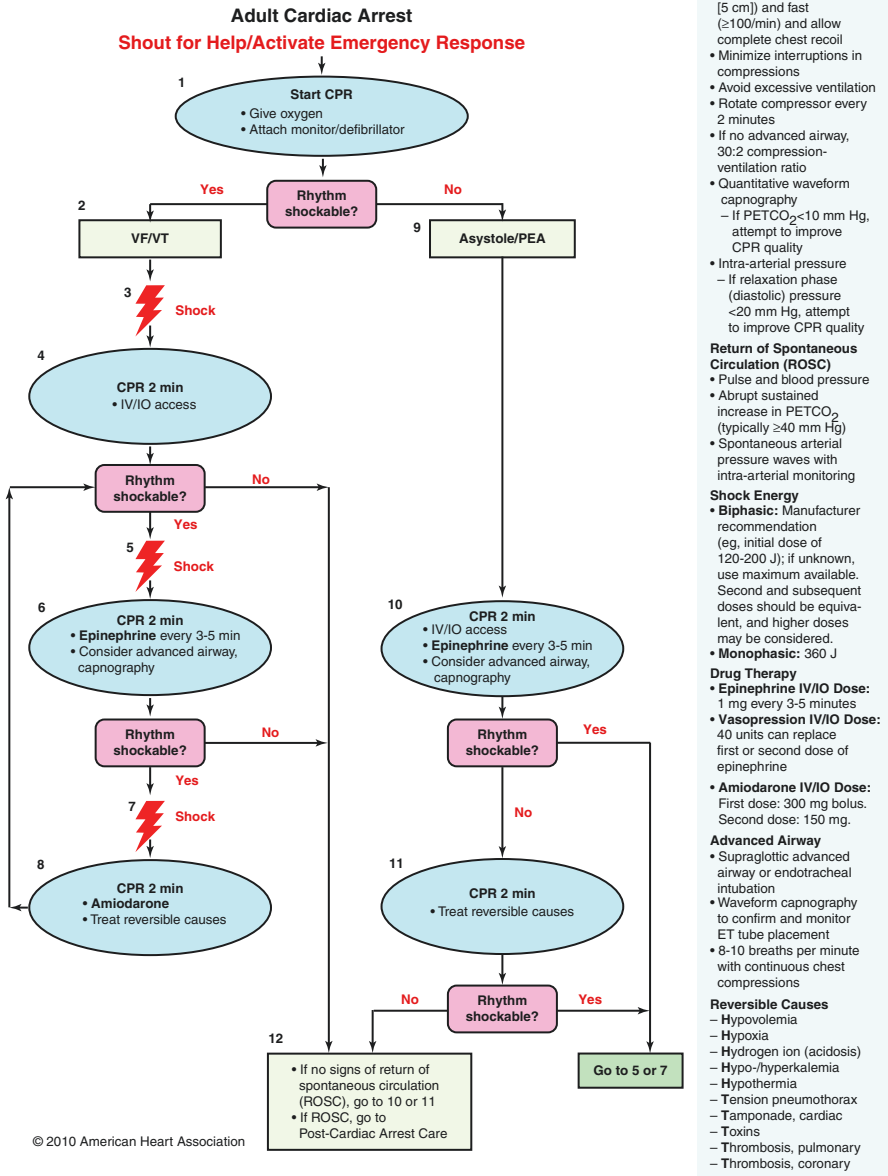 Adult Cardiac Arrest
Shout for Help/Activate Emergency Response
1
Start CPR
• Give oxygen
• Attach monitor/defibrillator
Rhythm
shockable?
Yes
No
2
VF/VT
9
Asystole/PEA
3
Shock
4
CPR 2 min
• IV/IO access
Rhythm
shockable?
No
Yes
5
Shock
6
CPR 2 min
• Epinephrine every 3-5 min
• Consider advanced airway,
capnography
10
CPR 2 min
• IV/IO access
• Epinephrine every 3-5 min
• Consider advanced airway,
capnography
Rhythm
shockable?
No
Yes
Rhythm
shockable?
Yes
No
7
Shock
8
CPR 2 min
• Amiodarone
• Treat reversible causes
11
CPR 2 min
• Treat reversible causes
Rhythm
shockable?
No
Yes
12
• If no signs of return of
spontaneous circulation
(ROSC), go to 10 or 11
• If ROSC, go to
Post-Cardiac Arrest Care
Go to 5 or 7
© 2010 American Heart Association
[5 cm]) and fast
(≥100/min) and allow
complete chest recoil
• Minimize interruptions in
compressions
• Avoid excessive ventilation
• Rotate compressor every
2 minutes
• If no advanced airway,
30:2 compression-
ventilation ratio
• Quantitative waveform
capnography
– If PETCO2<10 mm Hg,
attempt to improve
CPR quality
• Intra-arterial pressure
– If relaxation phase
(diastolic) pressure
<20 mm Hg, attempt
to improve CPR quality
Return of Spontaneous
Circulation (ROSC)
• Pulse and blood pressure
• Abrupt sustained
increase in PETCO2
(typically ≥40 mm Hg)
• Spontaneous arterial
pressure waves with
intra-arterial monitoring
Shock Energy
• Biphasic: Manufacturer
recommendation
(eg, initial dose of
120-200 J); if unknown,
use maximum available.
Second and subsequent
doses should be equiva-
lent, and higher doses
may be considered.
• Monophasic: 360 J
Drug Therapy
• Epinephrine IV/IO Dose:
1 mg every 3-5 minutes
• Vasopression IV/IO Dose:
40 units can replace
first or second dose of
epinephrine
• Amiodarone IV/IO Dose:
First dose: 300 mg bolus.
Second dose: 150 mg.
Advanced Airway
• Supraglottic advanced
airway or endotracheal
intubation
• Waveform capnography
to confirm and monitor
ET tube placement
• 8-10 breaths per minute
with continuous chest
compressions
Reversible Causes
– Hypovolemia
– Hypoxia
– Hydrogen ion (acidosis)
– Hypo-/hyperkalemia
– Hypothermia
– Tension pneumothorax
– Tamponade, cardiac
– Toxins
– Thrombosis, pulmonary
– Thrombosis, coronary